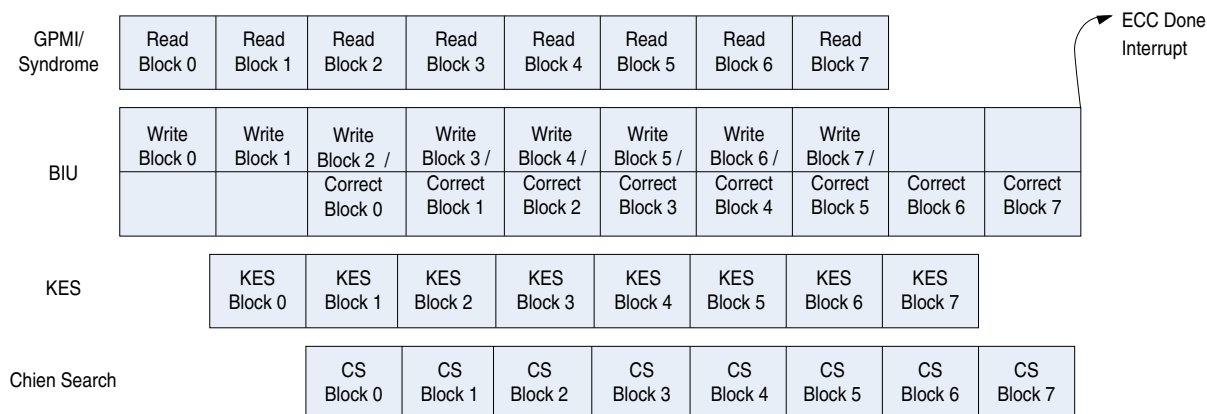 GPMI/
Syndrome
Read Read Read Read Read Read Read Read
Block 0 Block 1 Block 2 Block 3 Block 4 Block 5 Block 6 Block 7
ECC Done
Interrupt
BIU
Write Write Write Write Write Write Write Write
Block 0 Block 1 Block 2 / Block 3 / Block 4 / Block 5 / Block 6 / Block 7 /
Correct Correct Correct Correct Correct Correct Correct Correct
Block 0 Block 1 Block 2 Block 3 Block 4 Block 5 Block 6 Block 7
KES
KES KES KES KES KES KES KES KES
Block 0 Block 1 Block 2 Block 3 Block 4 Block 5 Block 6 Block 7
Chien Search
CS CS CS CS CS CS CS CS
Block 0 Block 1 Block 2 Block 3 Block 4 Block 5 Block 6 Block 7